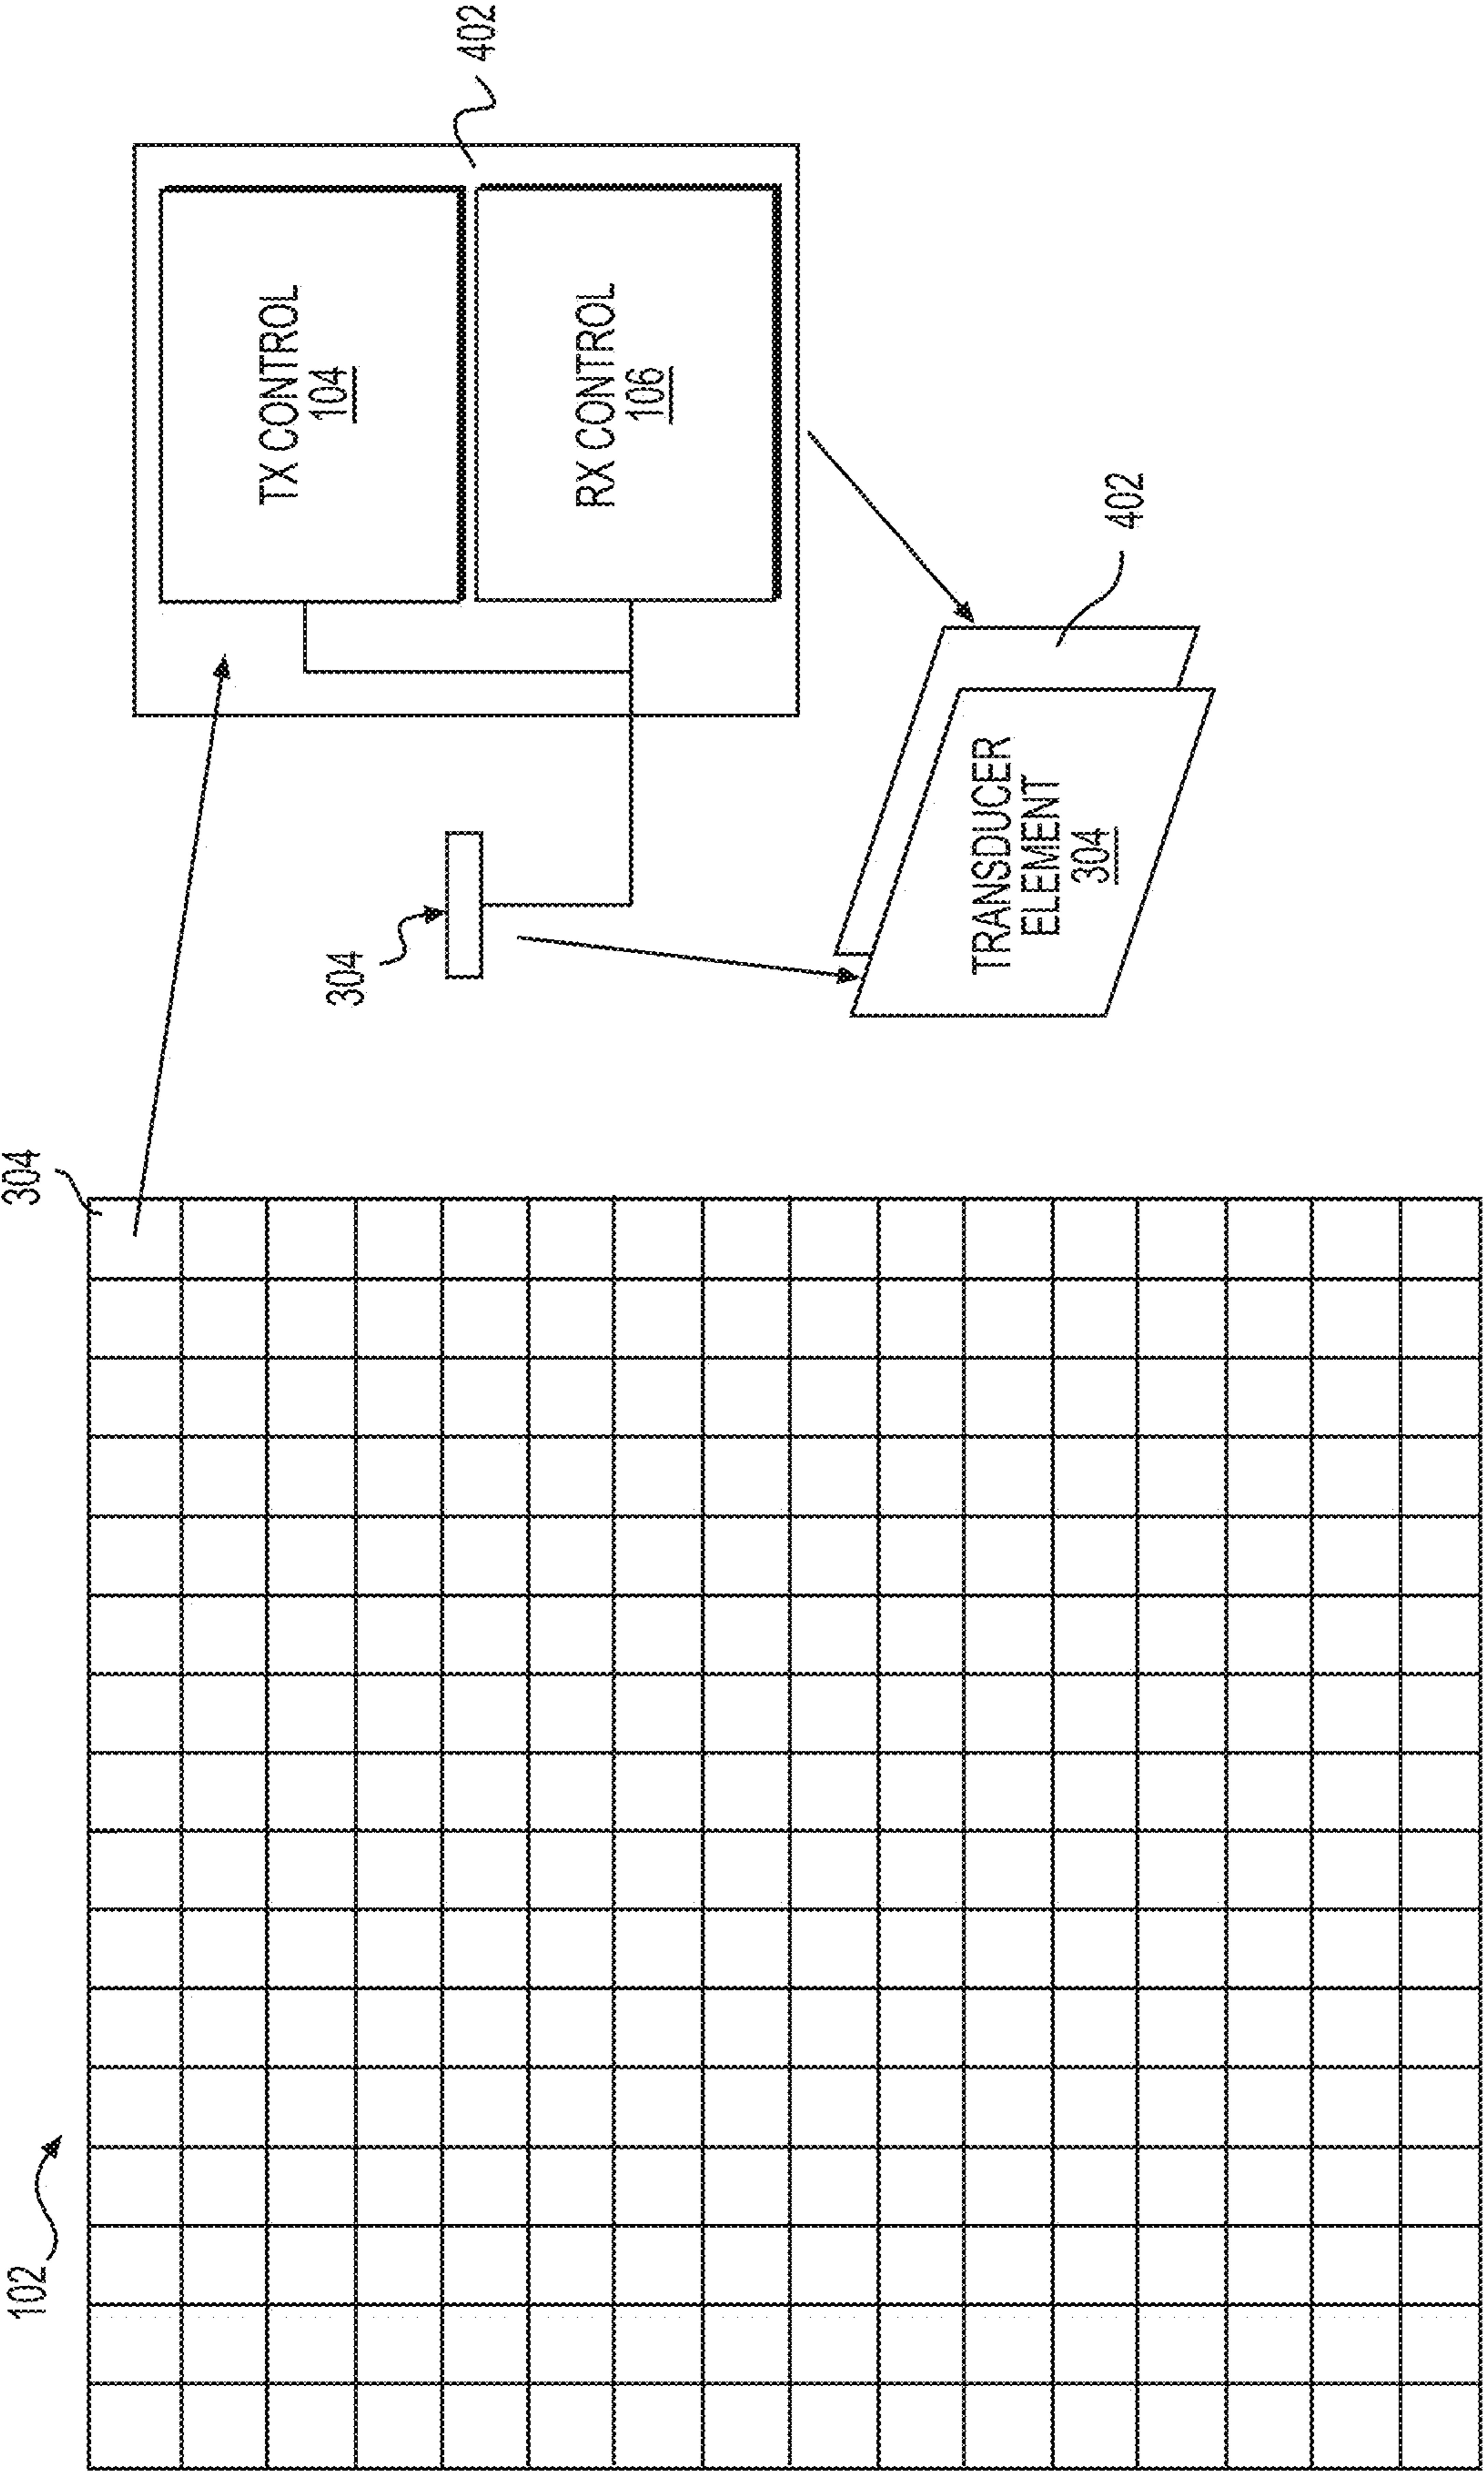 102
304
304
TX CONTROL
104
RX CONTROL
106
402
TRANSDUCER
ELEMENT
304
402